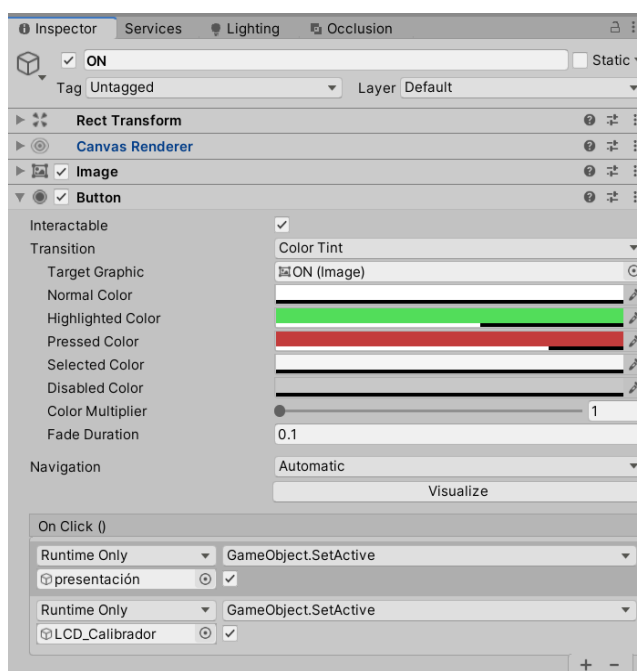 Inspector Services Lighting Occlusion
ON Static
Tag Untagged Layer Default
Rect Transform
Canvas Renderer
Image
Button
Interactable
Transition Color Tint
Target Graphic ON (Image)
Normal Color
Highlighted Color
Pressed Color
Selected Color
Disabled Color
Color Multiplier 1
Fade Duration 0.1
Navigation Automatic
Visualize
On Click ()
Runtime Only GameObject.SetActive
presentación
Runtime Only GameObject.SetActive
LCD_Calibrador
+ −